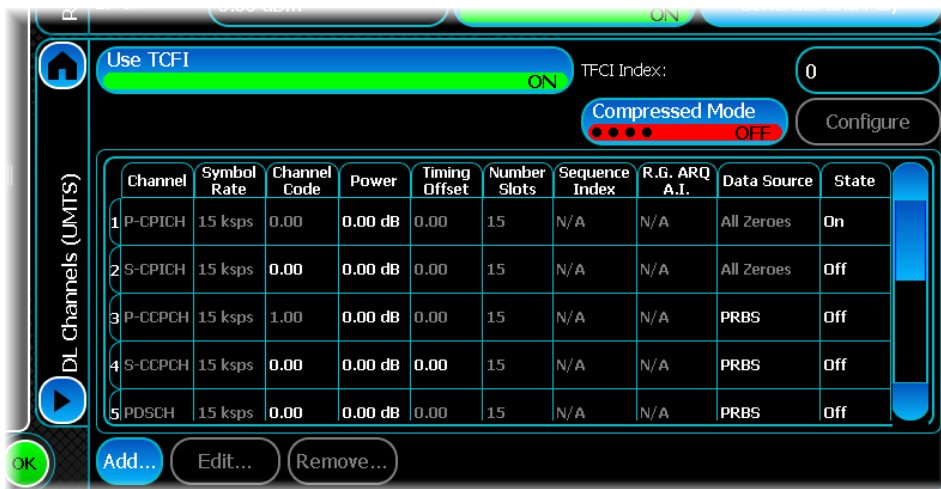 ON
Use TCFI
ON
TFCI Index:
0
Compressed Mode
OFF
Configure
DL Channels (UMTS)
Channel Symbol Rate Channel Code Power Timing Offset Number Slots Sequence Index R.G. ARQ A.I. Data Source State
1 P-CPICH 15 ksps 0.00 0.00 dB 0.00 15 N/A N/A All Zeroes On
2 S-CPICH 15 ksps 0.00 0.00 dB 0.00 15 N/A N/A All Zeroes Off
3 P-CCPCH 15 ksps 1.00 0.00 dB 0.00 15 N/A N/A PRBS Off
4 S-CCPCH 15 ksps 0.00 0.00 dB 0.00 15 N/A N/A PRBS Off
5 PDSCH 15 ksps 0.00 0.00 dB 0.00 15 N/A N/A PRBS Off
OK
Add...
Edit...
Remove...